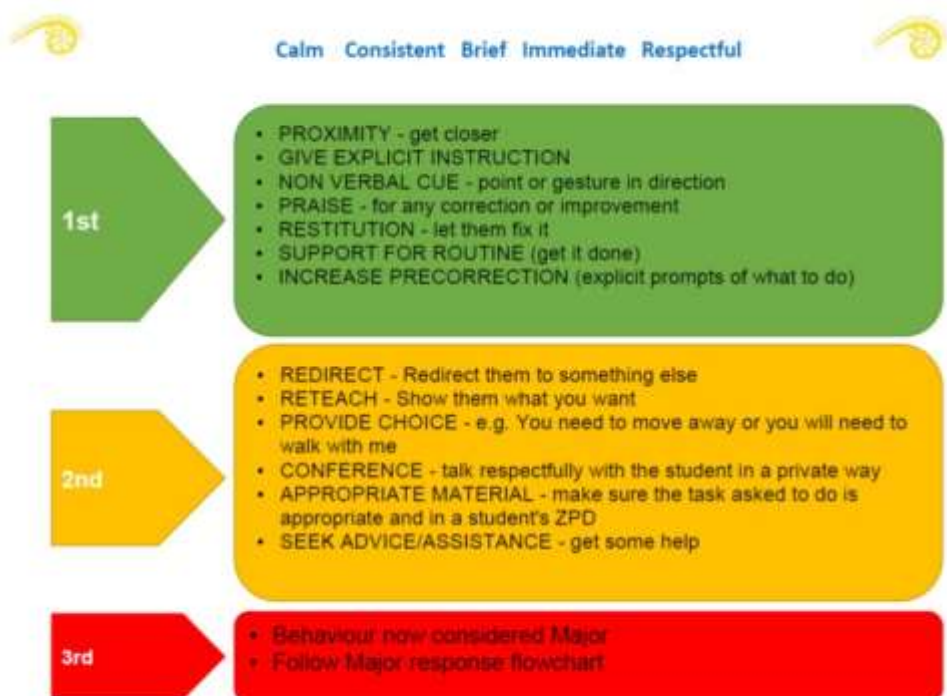 Calm Consistent Brief Immediate Respectful
1st
• PROXIMITY - get closer
• GIVE EXPLICIT INSTRUCTION
• NON VERBAL CUE - point or gesture in direction
• PRAISE - for any correction or improvement
• RESTITUTION - let them fix it
• SUPPORT FOR ROUTINE (get it done)
• INCREASE PRECORRECTION (explicit prompts of what to do)
2nd
• REDIRECT - Redirect them to something else
• RETEACH - Show them what you want
• PROVIDE CHOICE - e.g. You need to move away or you will need to
walk with me
• CONFERENCE - talk respectfully with the student in a private way
• APPROPRIATE MATERIAL - make sure the task asked to do is
appropriate and in a student's ZPD
• SEEK ADVICE/ASSISTANCE - get some help
3rd
• Behaviour now considered Major
• Follow Major response flowchart